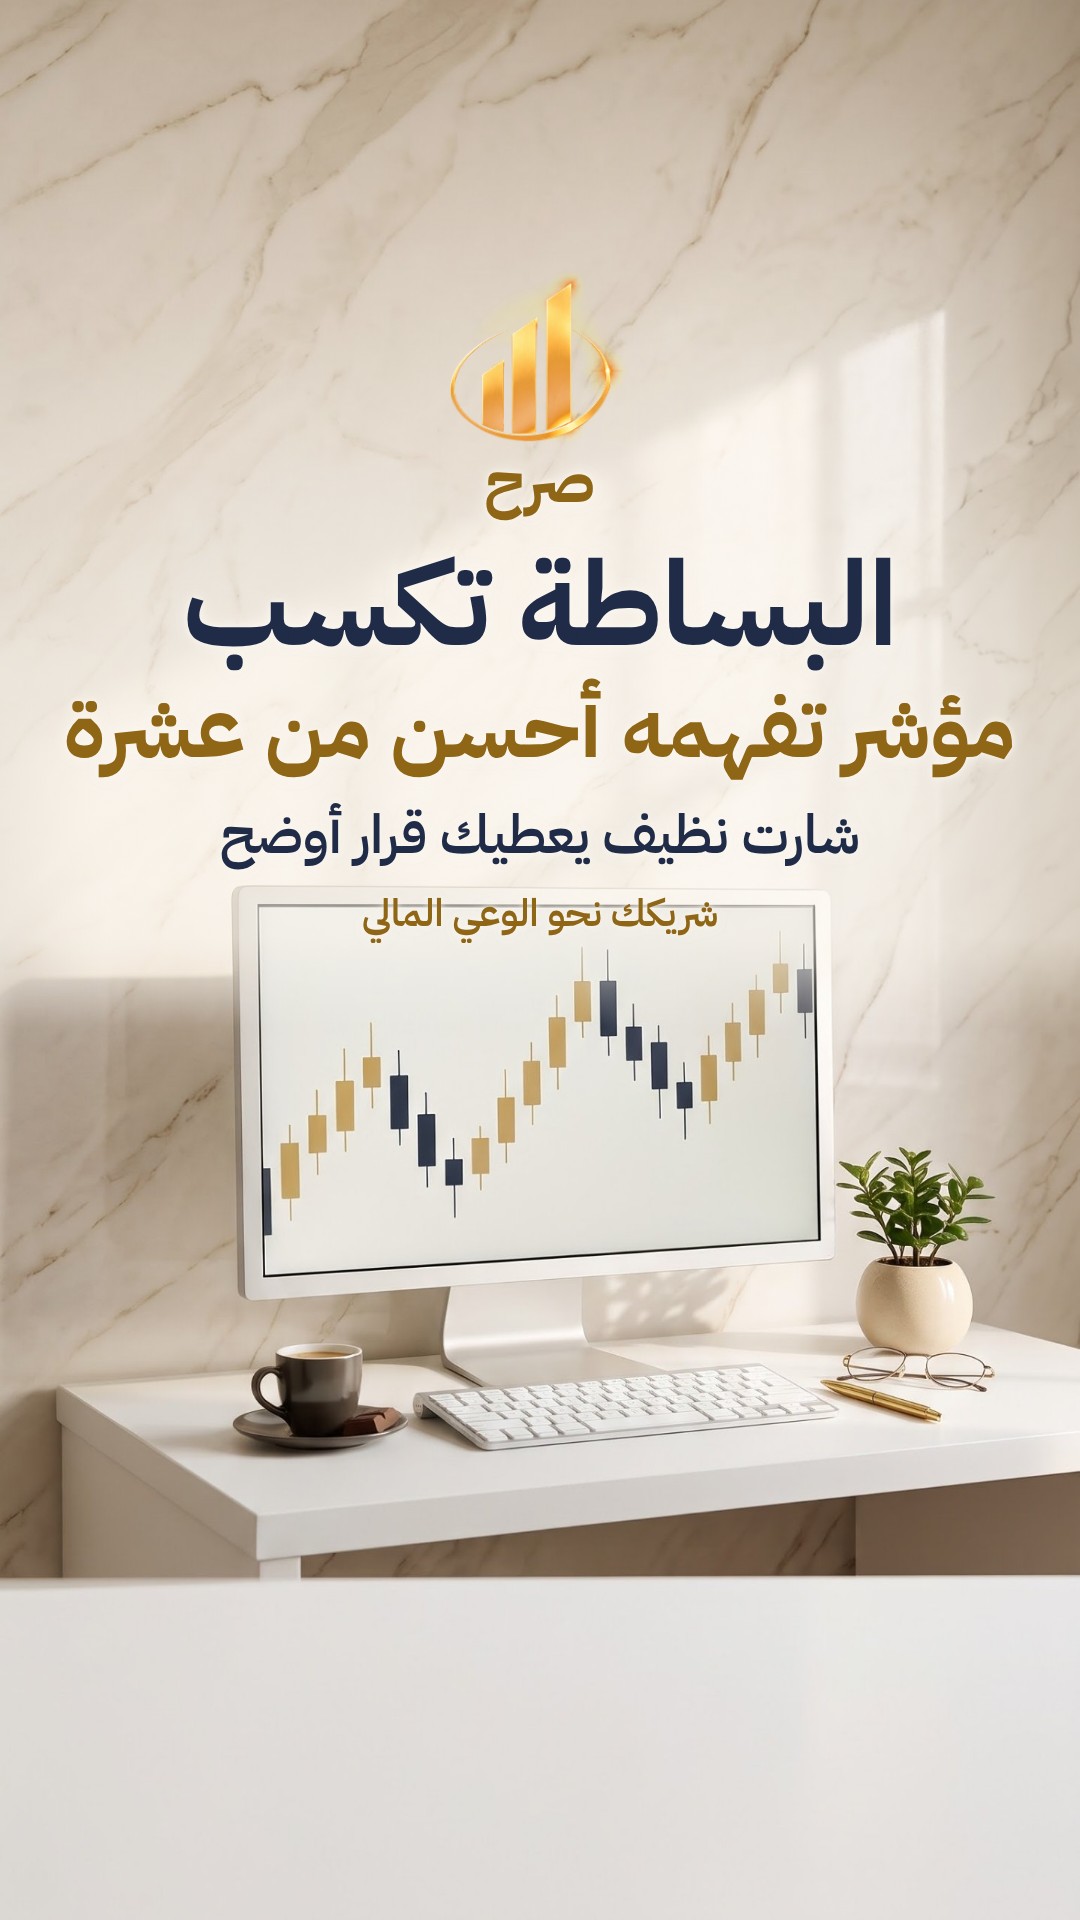 صرح
البساطة تكسب
مؤشر تفهمه أحسن من عشرة
شارت نظيف يعطيك قرار أوضح
شريكك نحو الوعي المالي